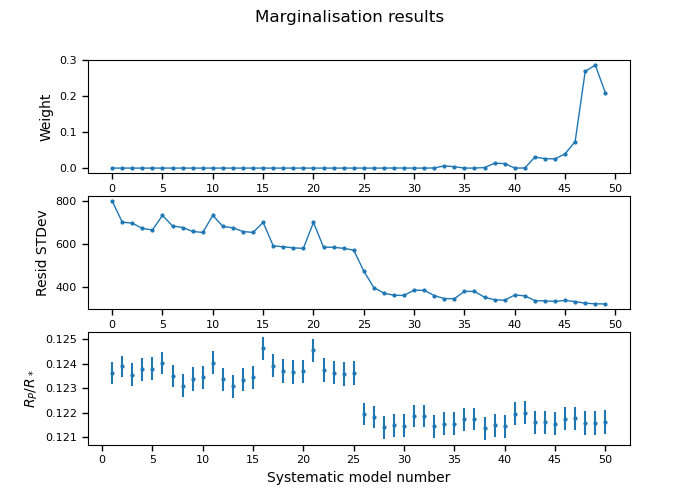 Marginalisation results
0.3
0.2
0.1
0.0
Weight
0 5 10 15 20 25 30 35 40 45 50
800
600
400
Resid STDev
0 5 10 15 20 25 30 35 40 45 50
0.125
0.124
0.123
0.122
0.121
R_P/R_*
0 5 10 15 20 25 30 35 40 45 50
Systematic model number